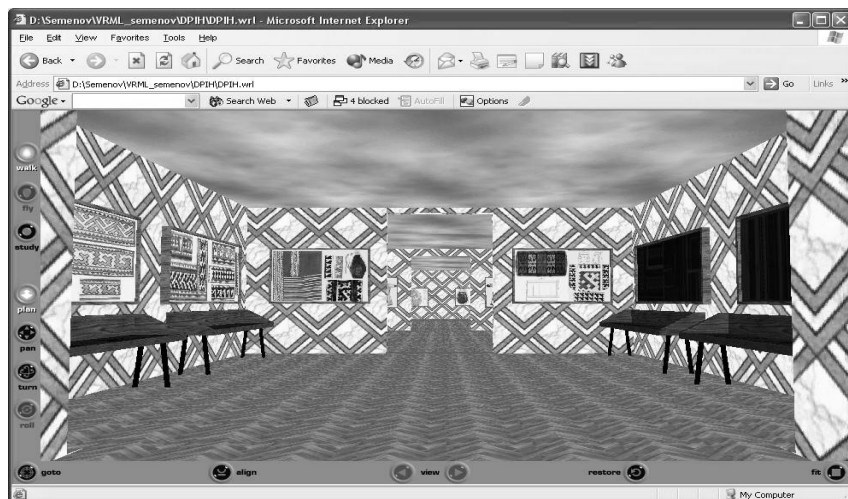 D:\Semenov\VRML_semenov\DPIH\DPIH.wrl - Microsoft Internet Explorer
File Edit View Favorites Tools Help
Back Search Favorites Media
Address D:\Semenov\VRML_semenov\DPIH\DPIH.wrl Go Links »
Google Search Web 4 blocked AutoFill Options
walk
fly
study
plan
pan
turn
roll
goto align view restore fit
My Computer